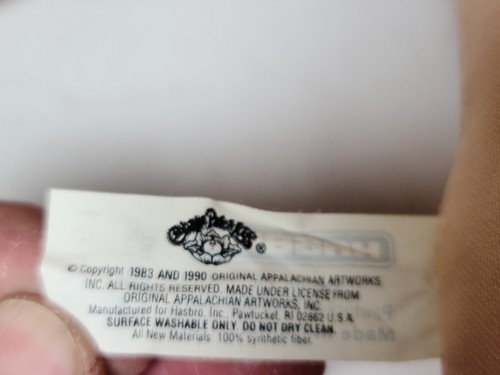 Cabbage Patch Kids ®
© Copyright 1983 AND 1990 ORIGINAL APPALACHIAN ARTWORKS,
INC. ALL RIGHTS RESERVED. MADE UNDER LICENSE FROM
ORIGINAL APPALACHIAN ARTWORKS, INC.
Manufactured for Hasbro, Inc., Pawtucket, RI 02862 U.S.A.
SURFACE WASHABLE ONLY. DO NOT DRY CLEAN.
All New Materials 100% synthetic fiber.